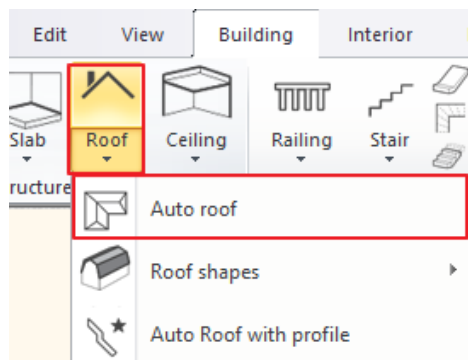 Edit View Building Interior
Slab Roof Ceiling Railing Stair
ructure
Auto roof
Roof shapes
Auto Roof with profile